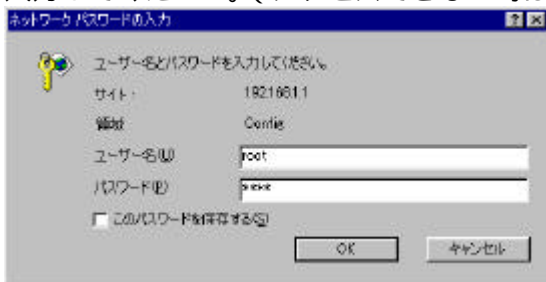 ネットワーク パスワードの入力
ユーザー名とパスワードを入力してください。
サイト: 192.168.1.1
領域 Config
ユーザー名(U) root
パスワード(P) ****
このパスワードを保存する(S)
OK キャンセル